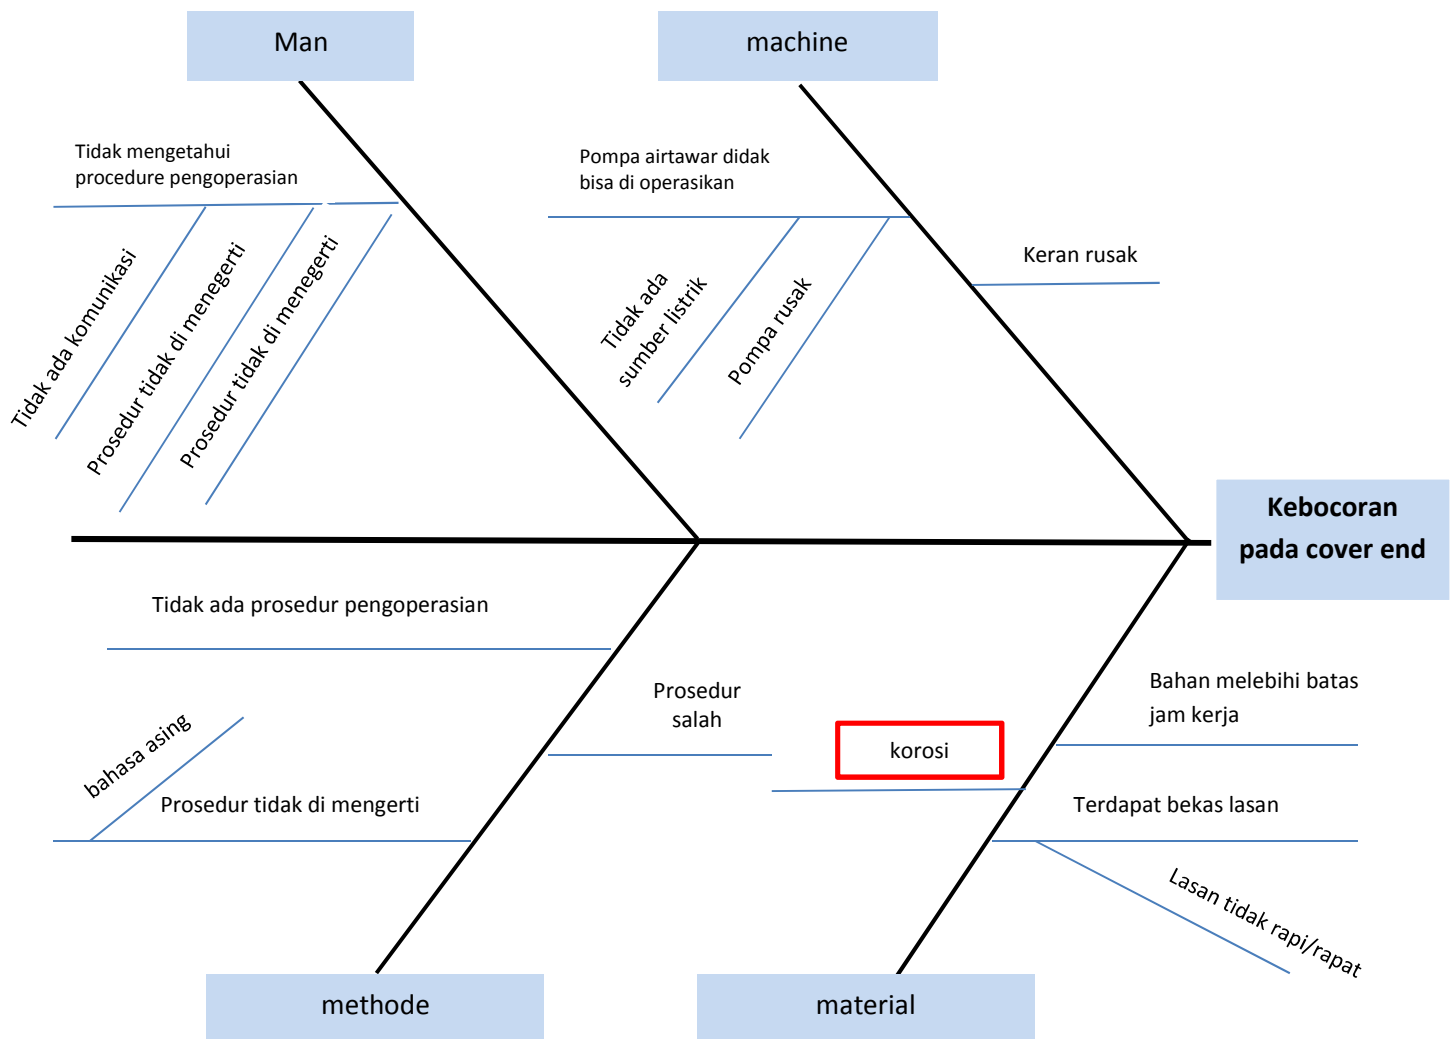 Man
machine
Tidak mengetahui
procedure pengoperasian
Tidak ada komunikasi
Prosedur tidak di menegerti
Prosedur tidak di menegerti
Pompa airtawar didak
bisa di operasikan
Tidak ada
sumber listrik
Pompa rusak
Keran rusak
Kebocoran
pada cover end
Tidak ada prosedur pengoperasian
Prosedur
salah
bahasa asing
Prosedur tidak di mengerti
korosi
Bahan melebihi batas
jam kerja
Terdapat bekas lasan
Lasan tidak rapi/rapat
methode
material